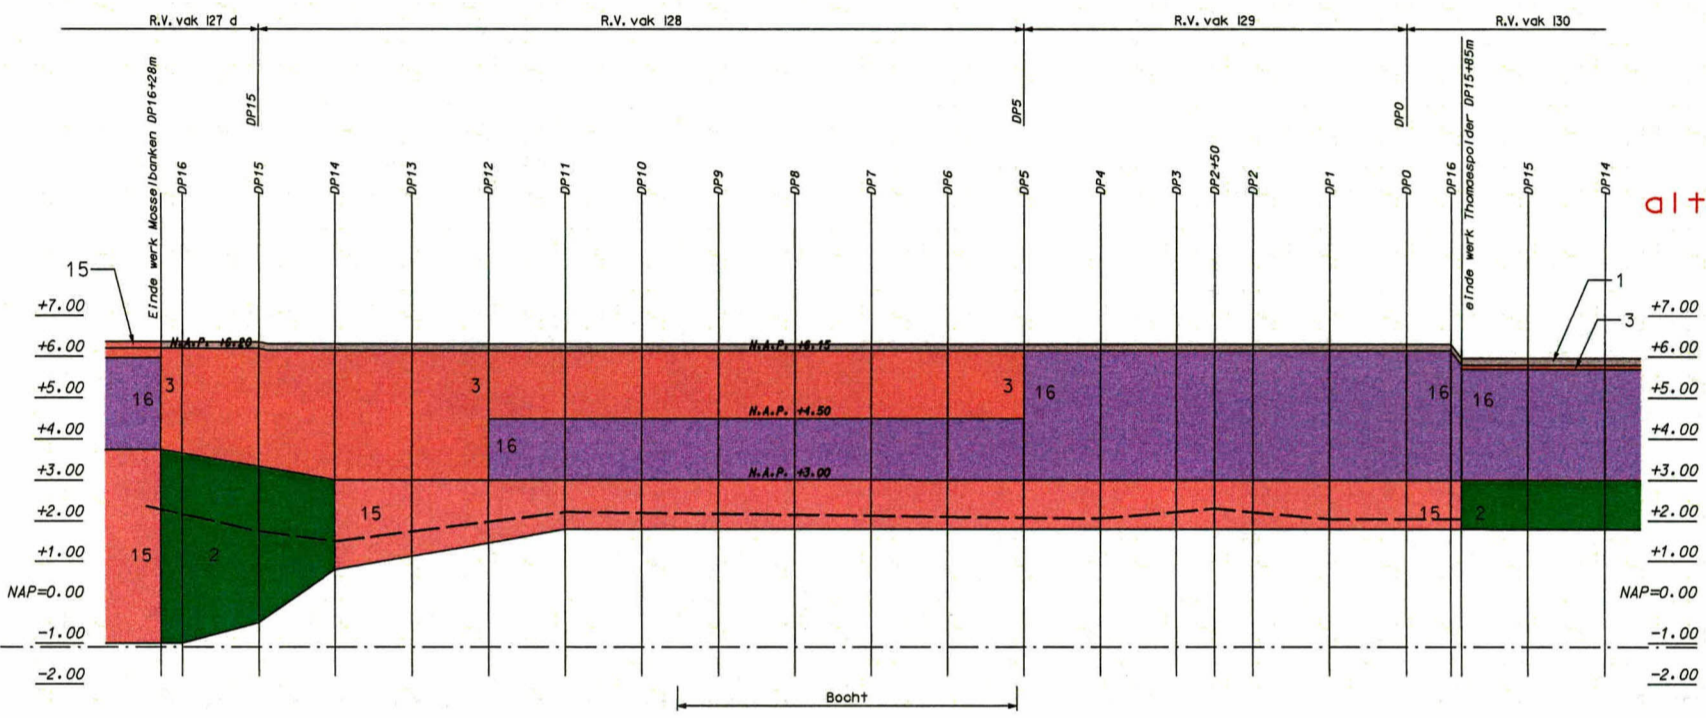 R.V. vak 127 d
R.V. vak 128
R.V. vak 129
R.V. vak 130
Einde werk Mosselbanken DP16+28m
DP15
DP5
DP0
einde werk Thomaespolder DP15+85m
DP16
DP15
DP14
DP13
DP12
DP11
DP10
DP9
DP8
DP7
DP6
DP5
DP4
DP3
DP2+50
DP2
DP1
DP0
DP16
DP15
DP14
alt
15
1
3
+7.00
+7.00
+6.00
N.A.P. +6.20
N.A.P. +6.15
+6.00
+5.00
16
3
3
3
16
16
16
+5.00
N.A.P. +4.50
+4.00
16
+4.00
+3.00
N.A.P. +3.00
+3.00
+2.00
15
15
2
+2.00
+1.00
15
2
+1.00
NAP=0.00
NAP=0.00
-1.00
-1.00
-2.00
-2.00
Bocht